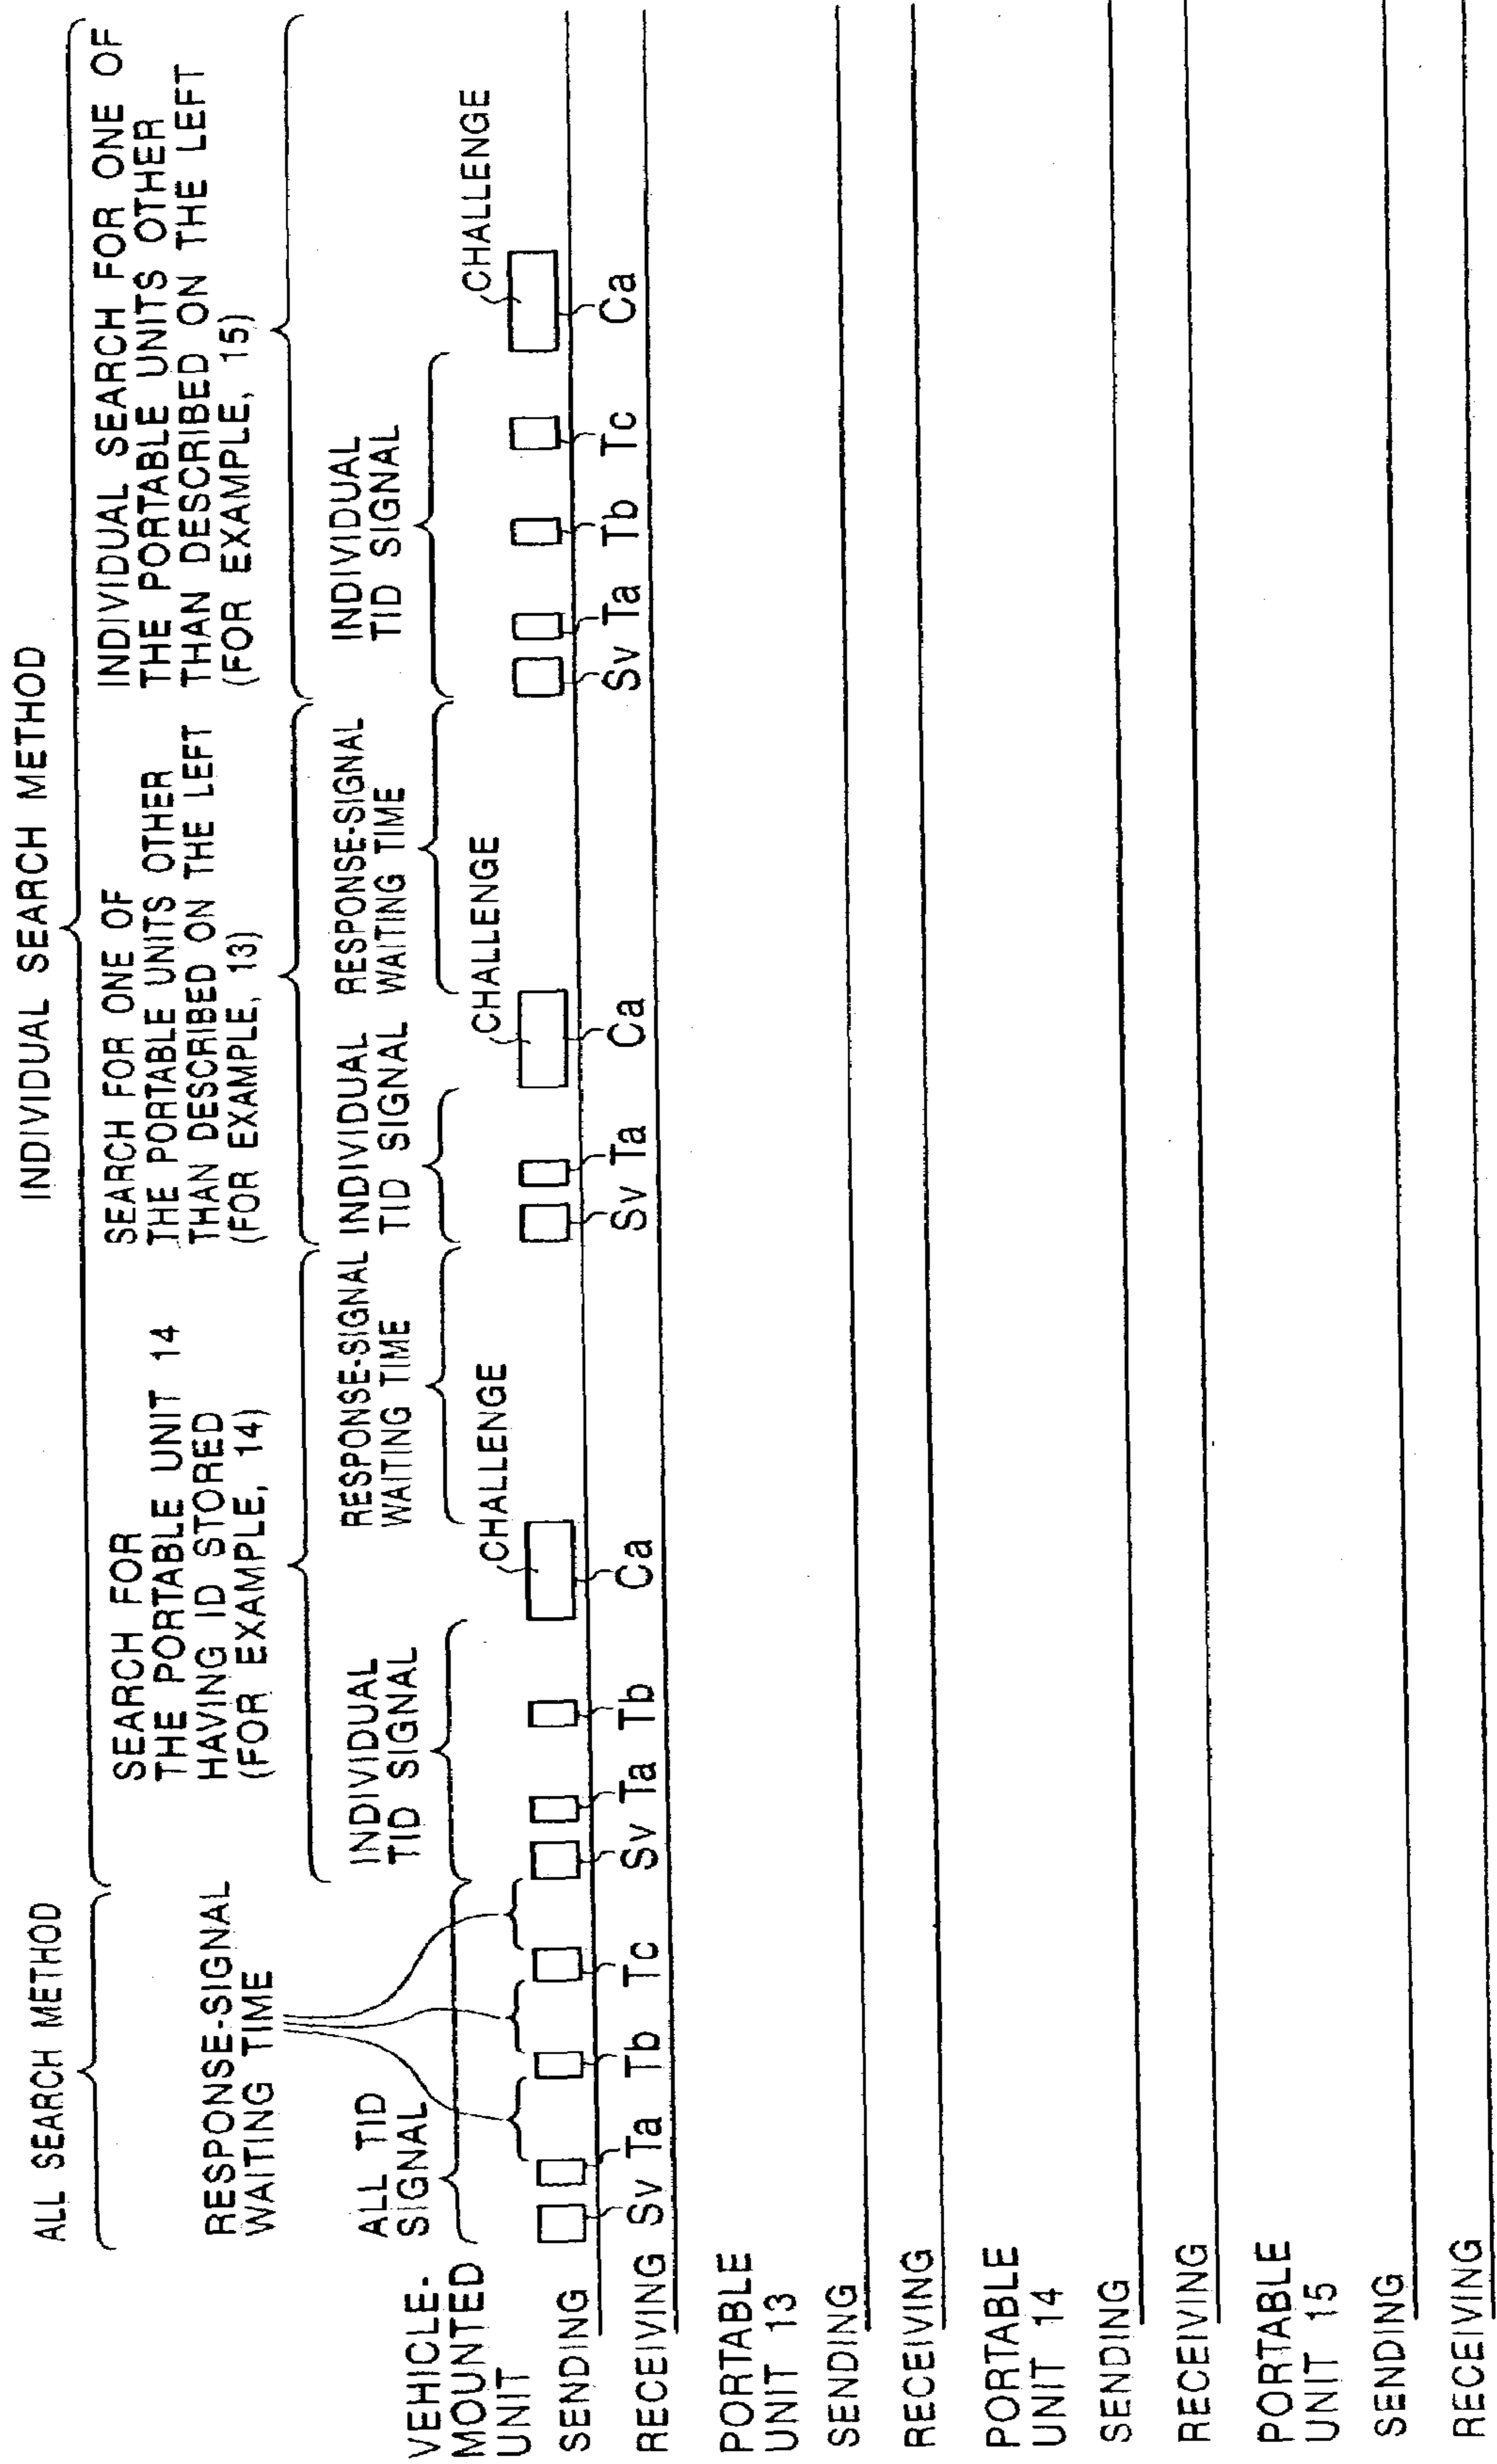 INDIVIDUAL SEARCH METHOD
ALL SEARCH METHOD
SEARCH FOR
THE PORTABLE UNIT 14
HAVING ID STORED
(FOR EXAMPLE, 14)
SEARCH FOR ONE OF
THE PORTABLE UNITS OTHER
THAN DESCRIBED ON THE LEFT
(FOR EXAMPLE, 13)
INDIVIDUAL SEARCH FOR ONE OF
THE PORTABLE UNITS OTHER
THAN DESCRIBED ON THE LEFT
(FOR EXAMPLE, 15)
RESPONSE-SIGNAL
WAITING TIME
ALL TID
SIGNAL
INDIVIDUAL
TID SIGNAL
RESPONSE-SIGNAL
WAITING TIME
INDIVIDUAL
TID SIGNAL
RESPONSE-SIGNAL
WAITING TIME
INDIVIDUAL
TID SIGNAL
CHALLENGE
CHALLENGE
CHALLENGE
VEHICLE-
MOUNTED
UNIT
SENDING
Sv Ta Tb Tc Sv Ta Tb Ca Sv Ta Ca Sv Ta Tb Tc Ca
RECEIVING
PORTABLE
UNIT 13
SENDING
RECEIVING
PORTABLE
UNIT 14
SENDING
RECEIVING
PORTABLE
UNIT 15
SENDING
RECEIVING